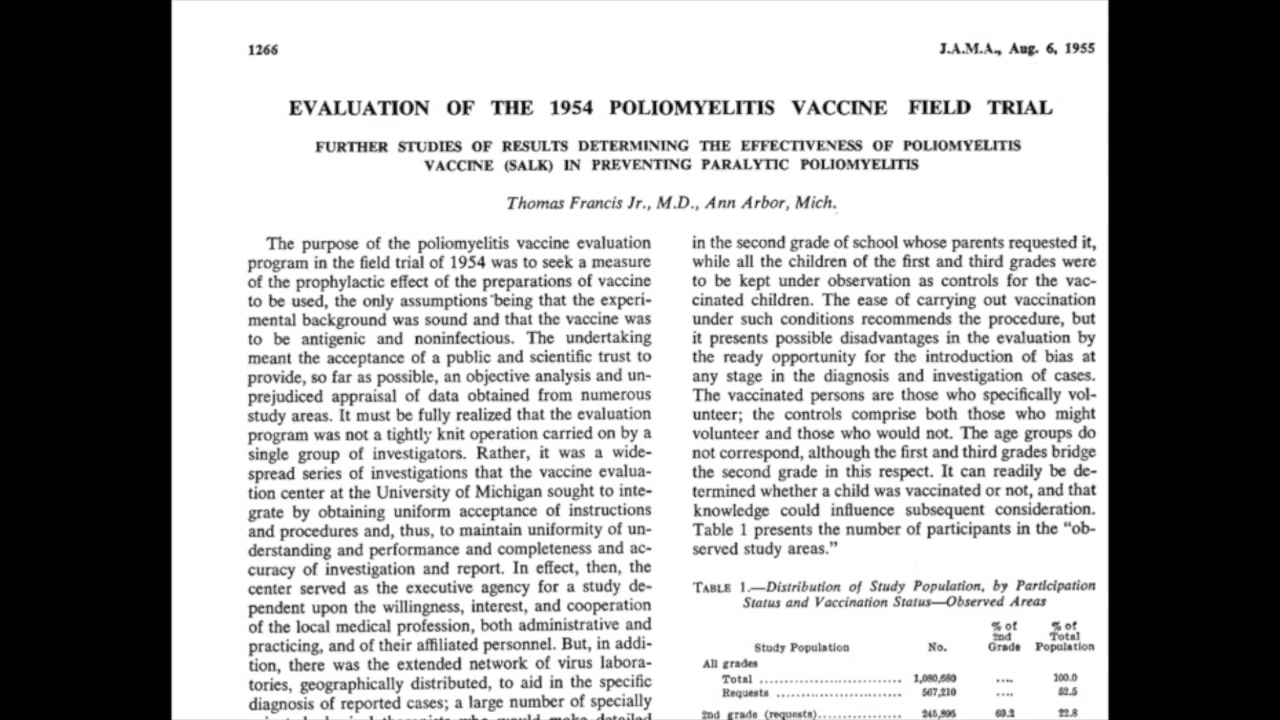 1266
J.A.M.A., Aug. 6, 1955
EVALUATION OF THE 1954 POLIOMYELITIS VACCINE FIELD TRIAL
FURTHER STUDIES OF RESULTS DETERMINING THE EFFECTIVENESS OF POLIOMYELITIS
VACCINE (SALK) IN PREVENTING PARALYTIC POLIOMYELITIS
Thomas Francis Jr., M.D., Ann Arbor, Mich.
The purpose of the poliomyelitis vaccine evaluation
program in the field trial of 1954 was to seek a measure
of the prophylactic effect of the preparations of vaccine
to be used, the only assumptions being that the experi-
mental background was sound and that the vaccine was
to be antigenic and noninfectious. The undertaking
meant the acceptance of a public and scientific trust to
provide, so far as possible, an objective analysis and un-
prejudiced appraisal of data obtained from numerous
study areas. It must be fully realized that the evaluation
program was not a tightly knit operation carried on by a
single group of investigators. Rather, it was a wide-
spread series of investigations that the vaccine evalua-
tion center at the University of Michigan sought to inte-
grate by obtaining uniform acceptance of instructions
and procedures and, thus, to maintain uniformity of un-
derstanding and performance and completeness and ac-
curacy of investigation and report. In effect, then, the
center served as the executive agency for a study de-
pendent upon the willingness, interest, and cooperation
of the local medical profession, both administrative and
practicing, and of their affiliated personnel. But, in addi-
tion, there was the extended network of virus labora-
tories, geographically distributed, to aid in the specific
diagnosis of reported cases; a large number of specially
in the second grade of school whose parents requested it,
while all the children of the first and third grades were
to be kept under observation as controls for the vac-
cinated children. The ease of carrying out vaccination
under such conditions recommends the procedure, but
it presents possible disadvantages in the evaluation by
the ready opportunity for the introduction of bias at
any stage in the diagnosis and investigation of cases.
The vaccinated persons are those who specifically vol-
unteer; the controls comprise both those who might
volunteer and those who would not. The age groups do
not correspond, although the first and third grades bridge
the second grade in this respect. It can readily be de-
termined whether a child was vaccinated or not, and that
knowledge could influence subsequent consideration.
Table 1 presents the number of participants in the “ob-
served study areas.”
TABLE 1.—Distribution of Study Population, by Participation
Status and Vaccination Status—Observed Areas
% of % of
2nd Total
Study Population No. Grade Population
All grades
Total .............................. 1,080,680 .... 100.0
Requests ........................... 567,210 .... 52.5
2nd grade (requests)................. 245,895 69.2 22.8